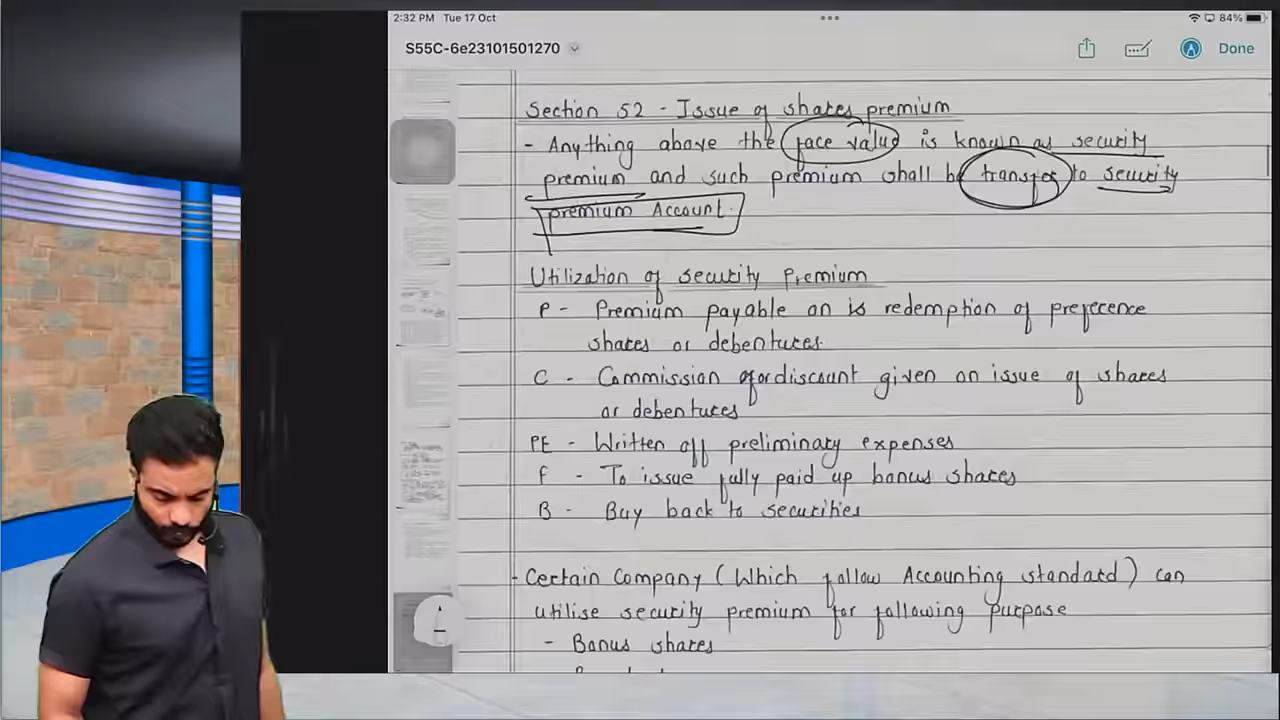 2:32 PM Tue 17 Oct
84%
S55C-6e23101501270
Done
Section 52 - Issue of shares premium
- Anything above the face value is known as security
premium and such premium shall be transfer to security
premium Account.
Utilization of security Premium
P - Premium payable on is redemption of preference
shares or debentures.
C - Commission or discount given on issue of shares
or debentures
PE - Written off preliminary expenses
F - To issue fully paid up bonus shares
B - Buy back to securities
- Certain Company (Which follow Accounting standard) can
utilise security premium for following purpose
- Bonus shares